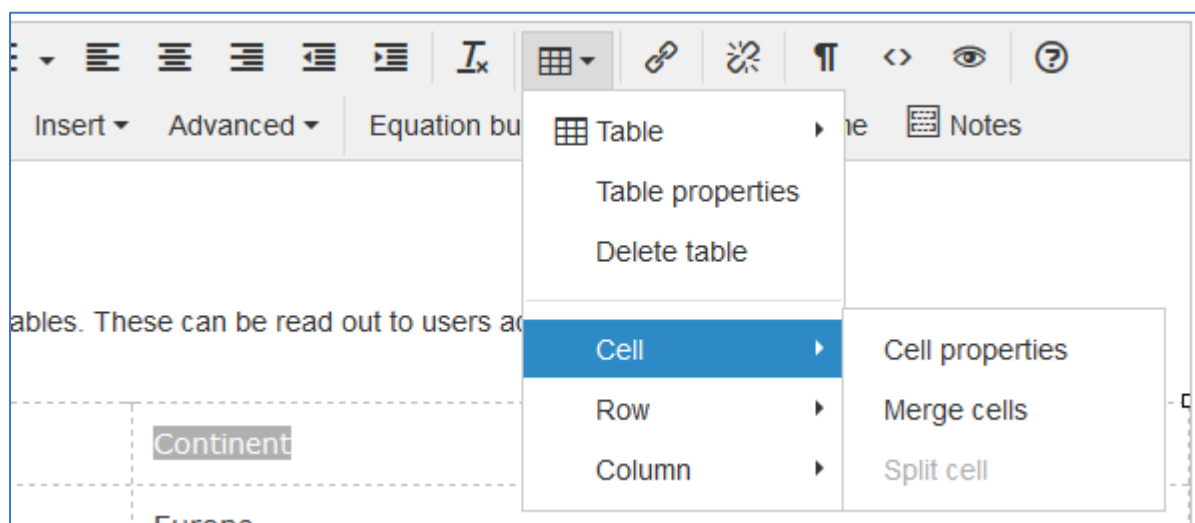 Insert Advanced Equation bu Table ne Notes
Table properties
Delete table
ables. These can be read out to users ac
Cell Cell properties
Row Merge cells
Continent
Column Split cell
Europe